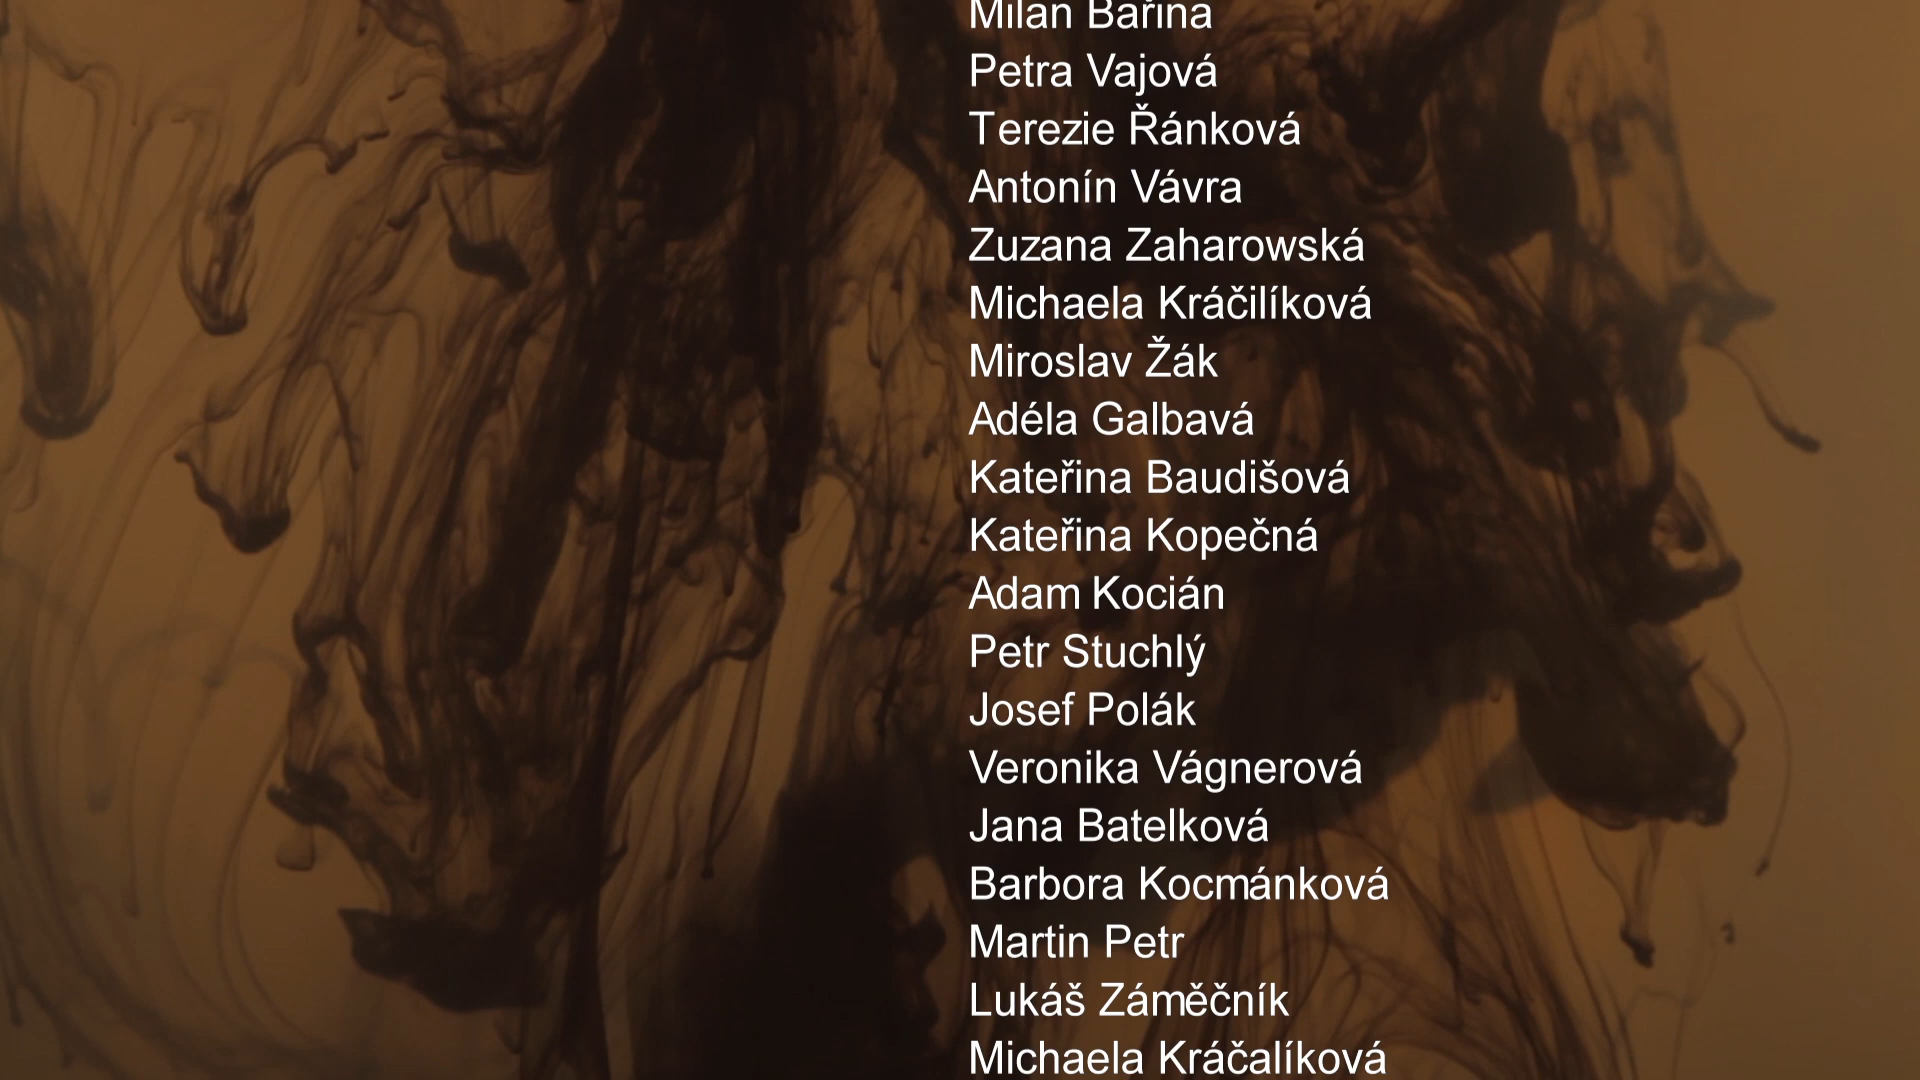 Milan Bařina
Petra Vajová
Terezie Řánková
Antonín Vávra
Zuzana Zaharowská
Michaela Kráčilíková
Miroslav Žák
Adéla Galbavá
Kateřina Baudišová
Kateřina Kopečná
Adam Kocián
Petr Stuchlý
Josef Polák
Veronika Vágnerová
Jana Batelková
Barbora Kocmánková
Martin Petr
Lukáš Záměčník
Michaela Kráčalíková